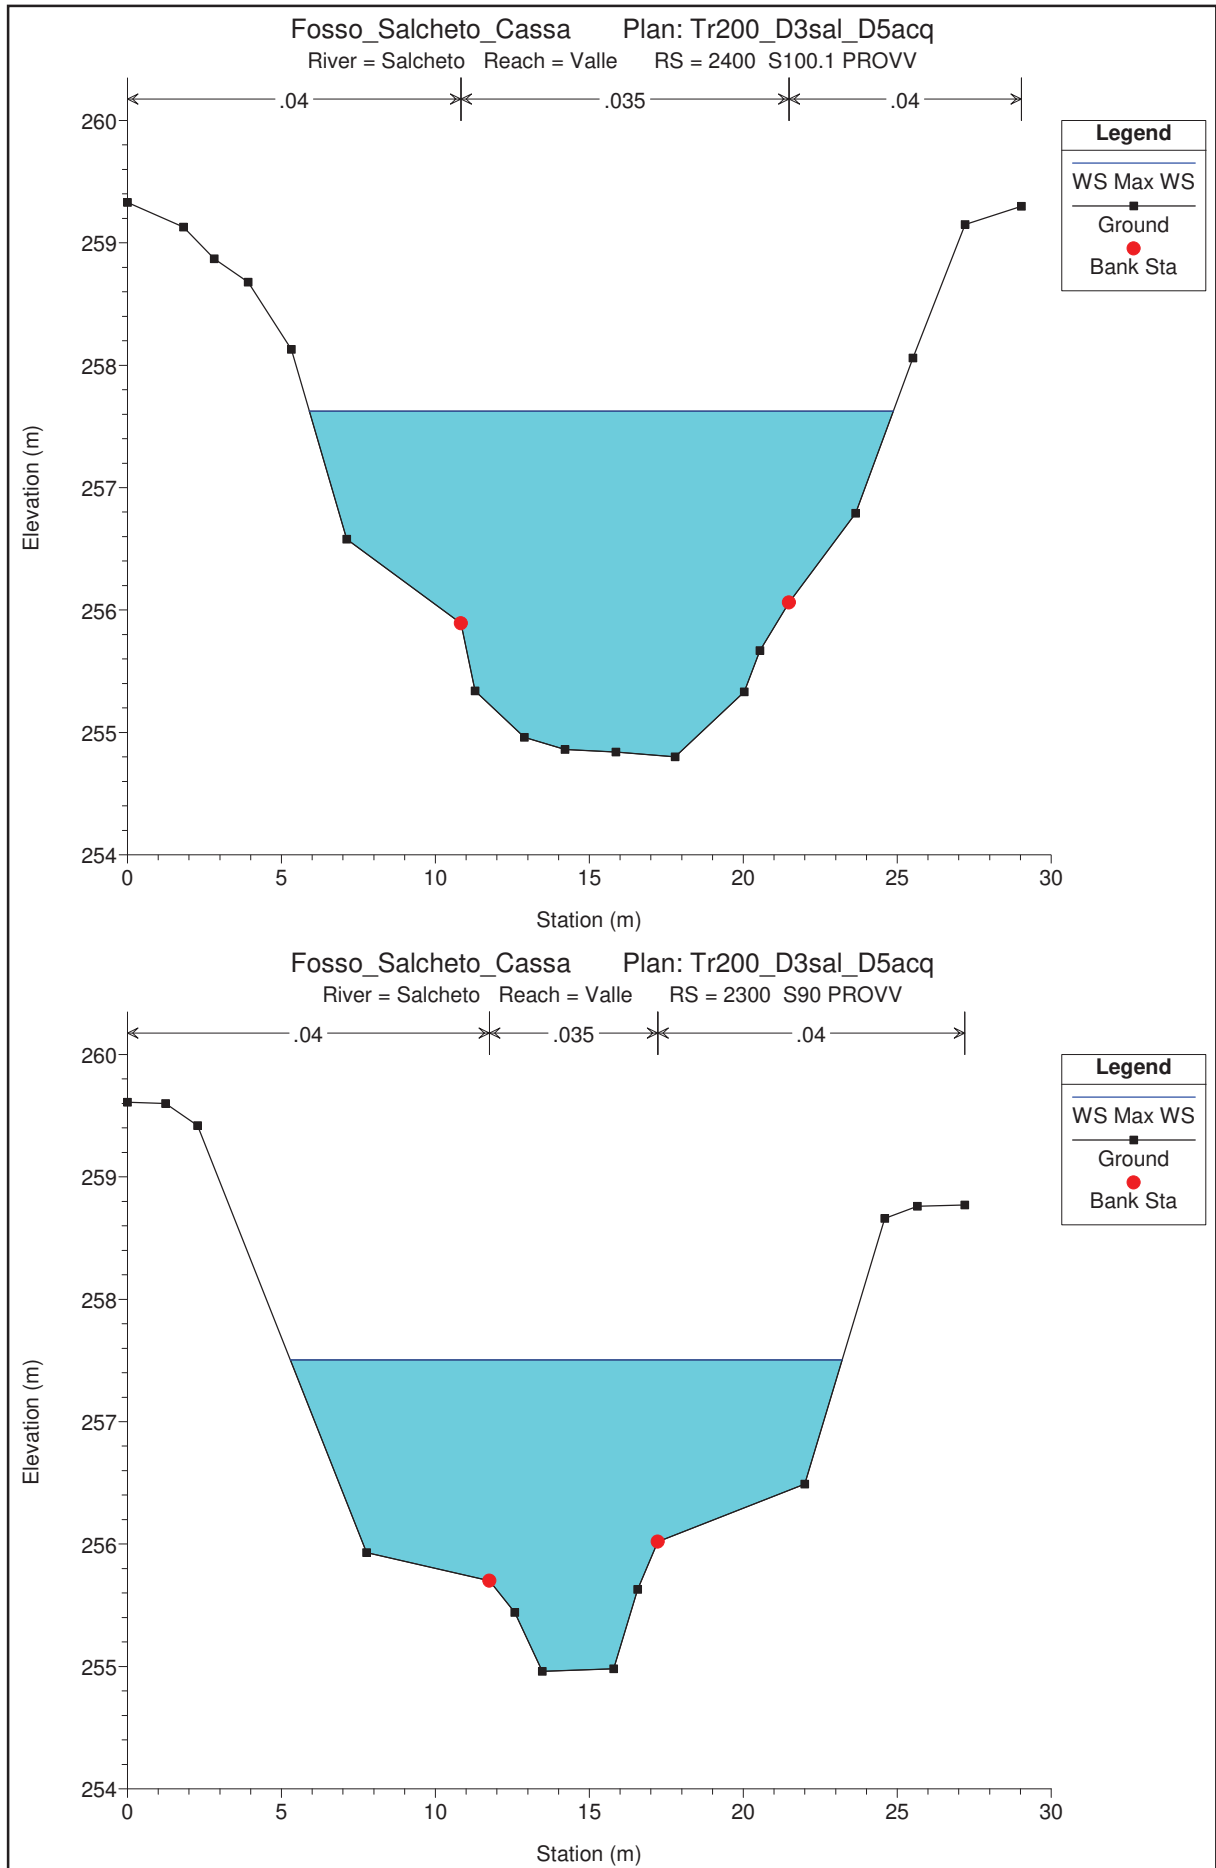 Fosso_Salcheto_Cassa Plan: Tr200_D3sal_D5acq
River = Salcheto Reach = Valle RS = 2400 S100.1 PROVV
.04 .035 .04
Legend
WS Max WS
Ground
Bank Sta
260
259
258
257
256
255
254
Elevation (m)
0 5 10 15 20 25 30
Station (m)
Fosso_Salcheto_Cassa Plan: Tr200_D3sal_D5acq
River = Salcheto Reach = Valle RS = 2300 S90 PROVV
.04 .035 .04
Legend
WS Max WS
Ground
Bank Sta
260
259
258
257
256
255
254
Elevation (m)
0 5 10 15 20 25 30
Station (m)